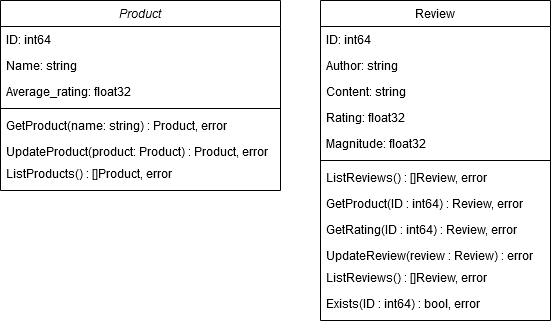 Product
ID: int64
Name: string
Average_rating: float32
GetProduct(name: string) : Product, error
UpdateProduct(product: Product) : Product, error
ListProducts() : []Product, error
Review
ID: int64
Author: string
Content: string
Rating: float32
Magnitude: float32
ListReviews() : []Review, error
GetProduct(ID : int64) : Review, error
GetRating(ID : int64) : Review, error
UpdateReview(review : Review) : error
ListReviews() : []Review, error
Exists(ID : int64) : bool, error